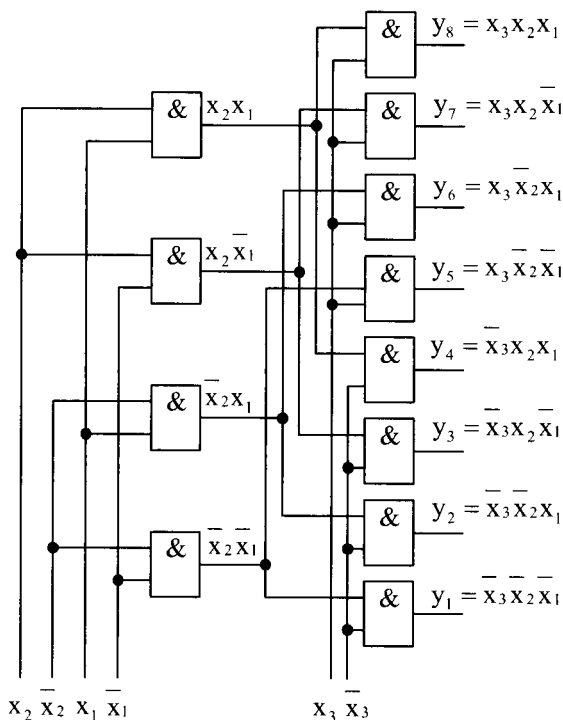 & y₈ = x₃x₂x₁
& x₂x₁ & y₇ = x₃x₂x̅₁
& y₆ = x₃x̅₂x₁
& x₂x̅₁ & y₅ = x₃x̅₂x̅₁
& y₄ = x̅₃x₂x₁
& x̅₂x₁ & y₃ = x̅₃x₂x̅₁
& y₂ = x̅₃x̅₂x₁
& x̅₂x̅₁ & y₁ = x̅₃x̅₂x̅₁
x₂ x̅₂ x₁ x̅₁ x₃ x̅₃